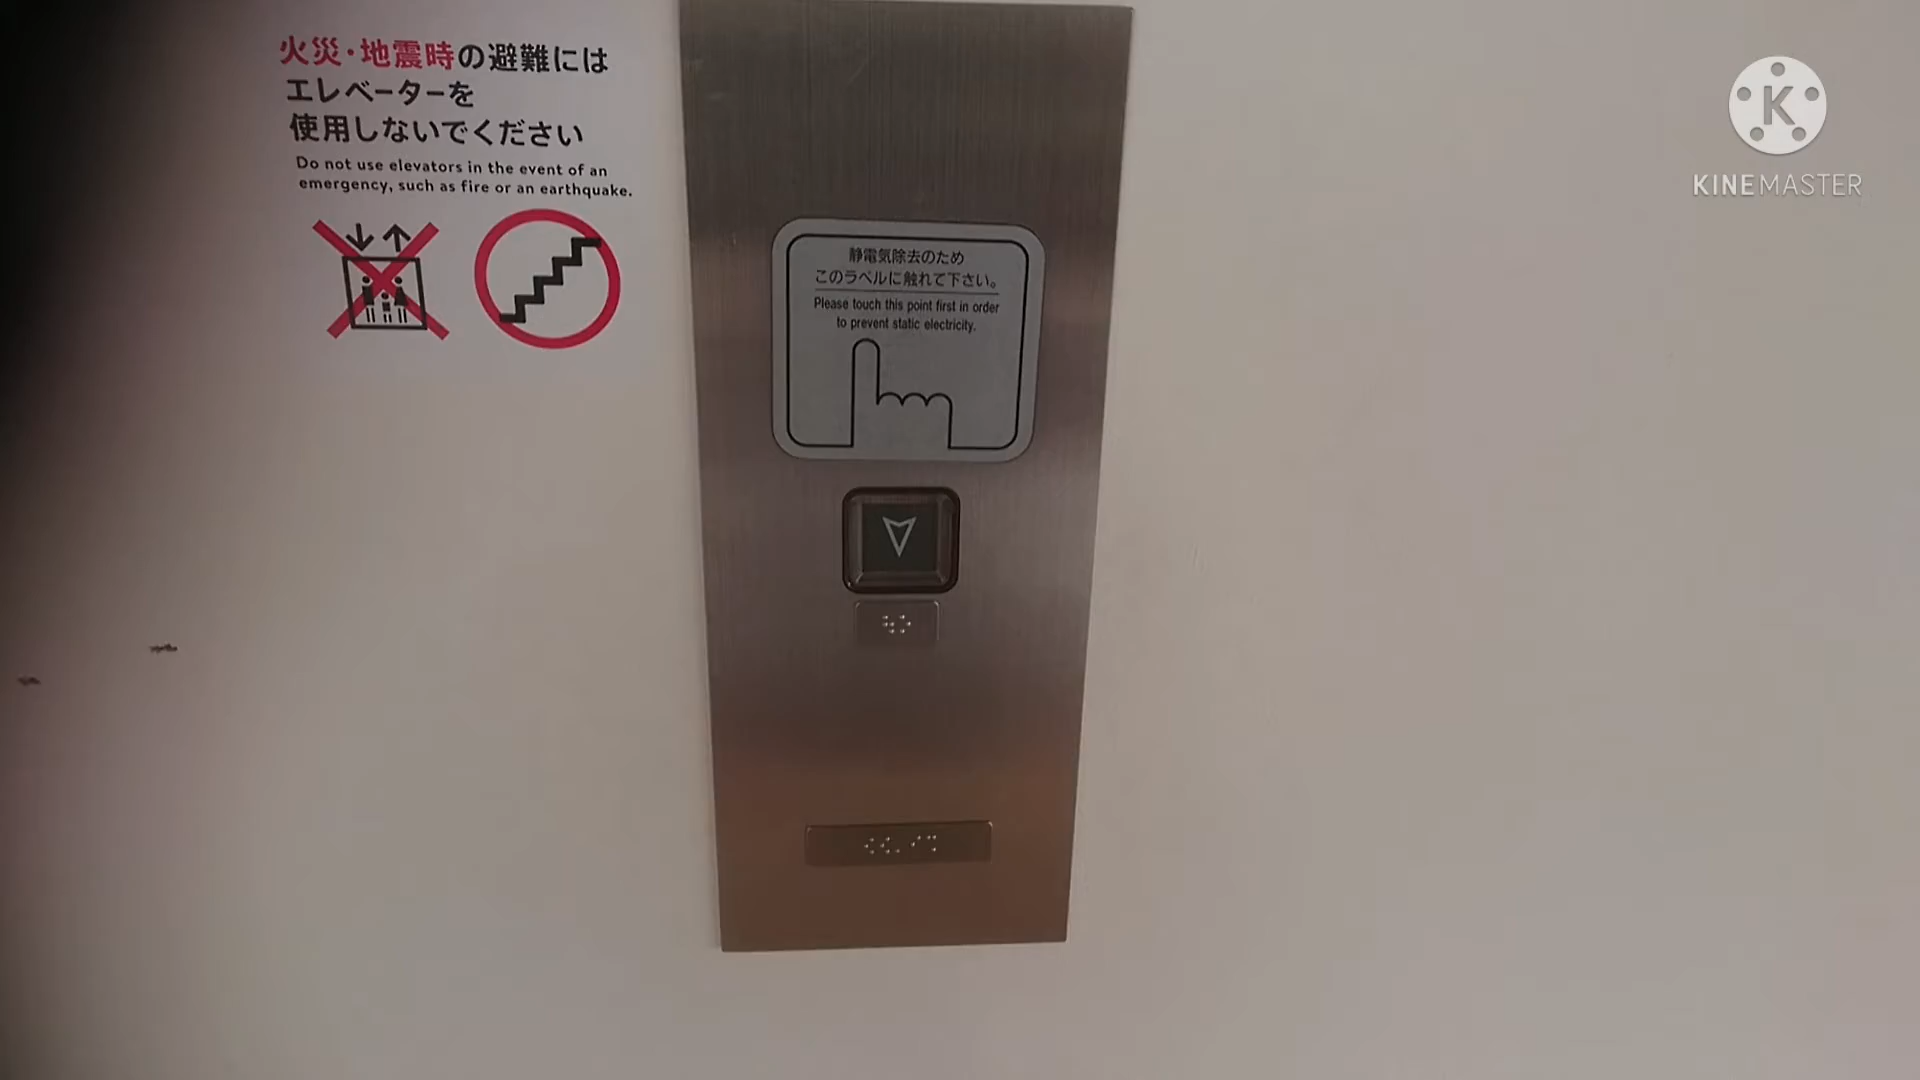 火災・地震時の避難には
エレベーターを
使用しないでください
Do not use elevators in the event of an
emergency, such as fire or an earthquake.
静電気除去のため
このラベルに触れて下さい。
Please touch this point first in order
to prevent static electricity.
K
KINEMASTER